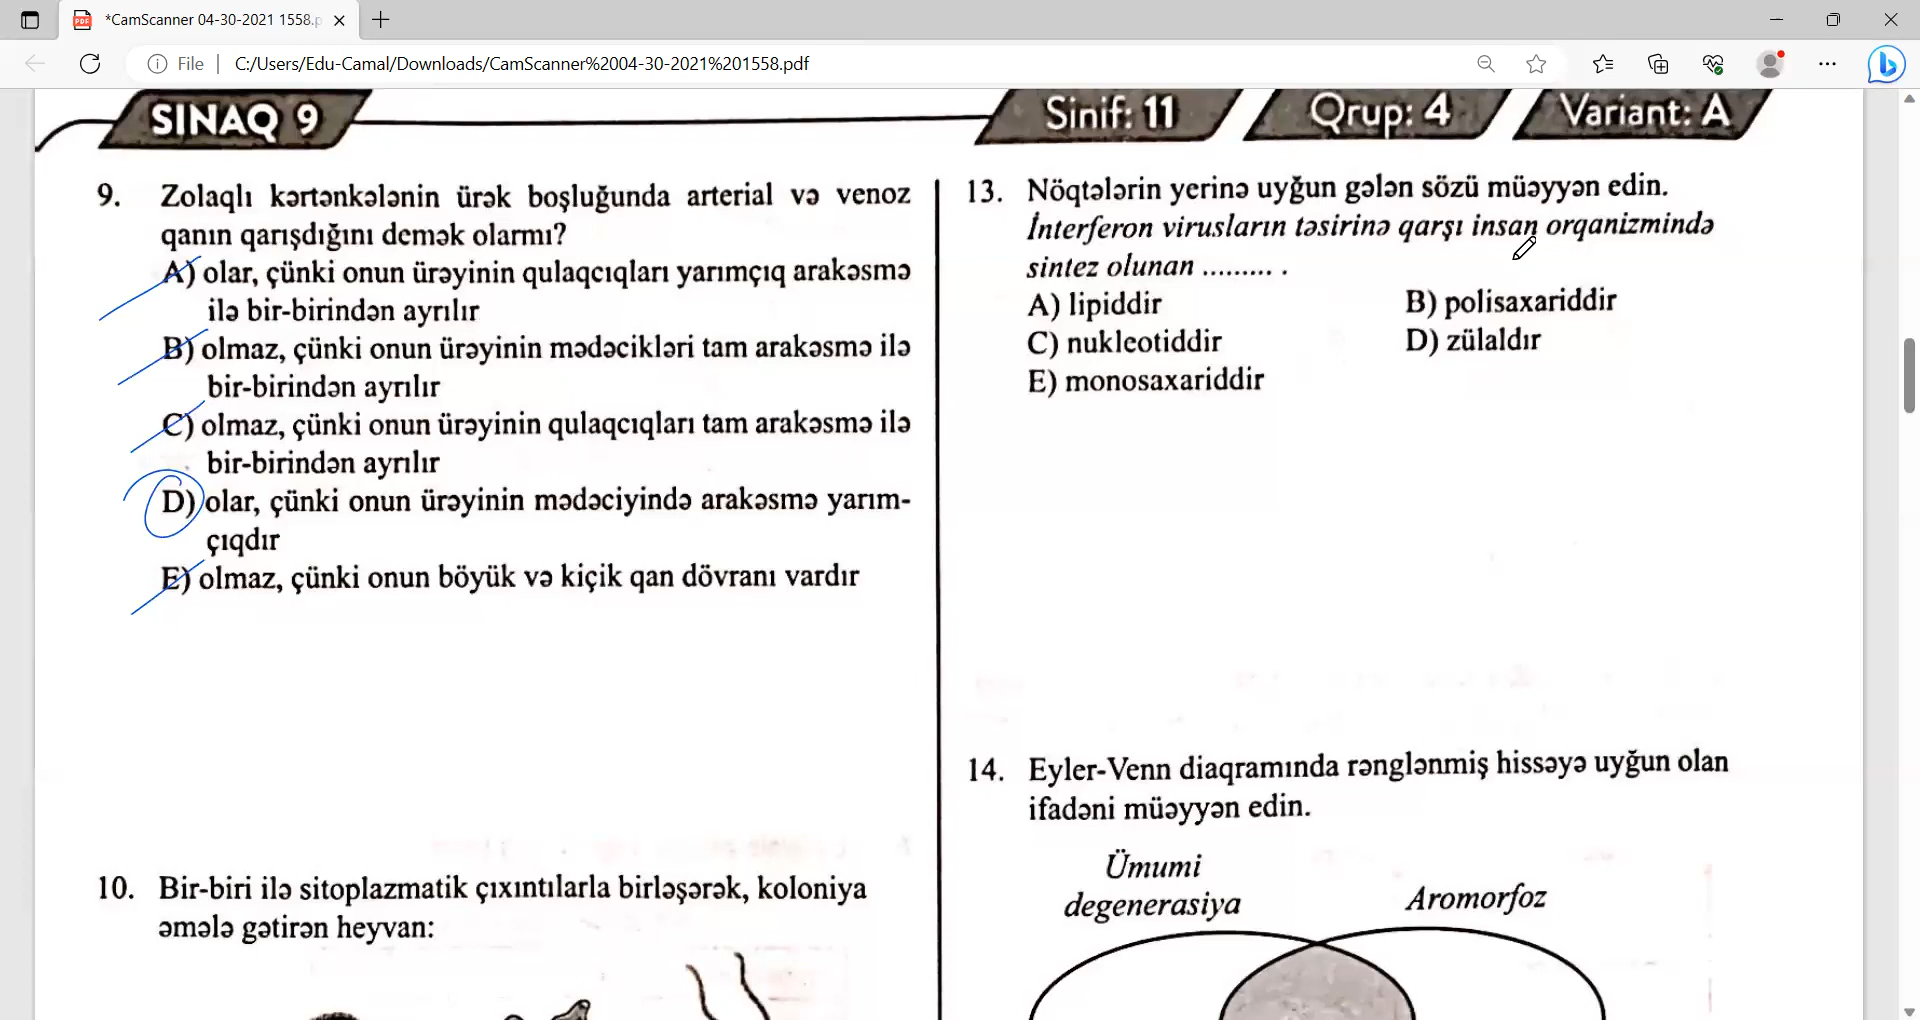 *CamScanner 04-30-2021 1558.p
File
C:/Users/Edu-Camal/Downloads/CamScanner%2004-30-2021%201558.pdf
SINAQ 9
Sinif: 11
Qrup: 4
Variant: A
9. Zolaqlı kərtənkələnin ürək boşluğunda arterial və venoz
qanın qarışdığını demək olarmı?
A) olar, çünki onun ürəyinin qulaqcıqları yarımçıq arakəsmə
ilə bir-birindən ayrılır
B) olmaz, çünki onun ürəyinin mədəcikləri tam arakəsmə ilə
bir-birindən ayrılır
C) olmaz, çünki onun ürəyinin qulaqcıqları tam arakəsmə ilə
bir-birindən ayrılır
D) olar, çünki onun ürəyinin mədəciyində arakəsmə yarım-
çıqdır
E) olmaz, çünki onun böyük və kiçik qan dövranı vardır
10. Bir-biri ilə sitoplazmatik çıxıntılarla birləşərək, koloniya
əmələ gətirən heyvan:
13. Nöqtələrin yerinə uyğun gələn sözü müəyyən edin.
İnterferon virusların təsirinə qarşı insan orqanizmində
sintez olunan ......... .
A) lipiddir B) polisaxariddir
C) nukleotiddir D) zülaldır
E) monosaxariddir
14. Eyler-Venn diaqramında rənglənmiş hissəyə uyğun olan
ifadəni müəyyən edin.
Ümumi
degenerasiya
Aromorfoz